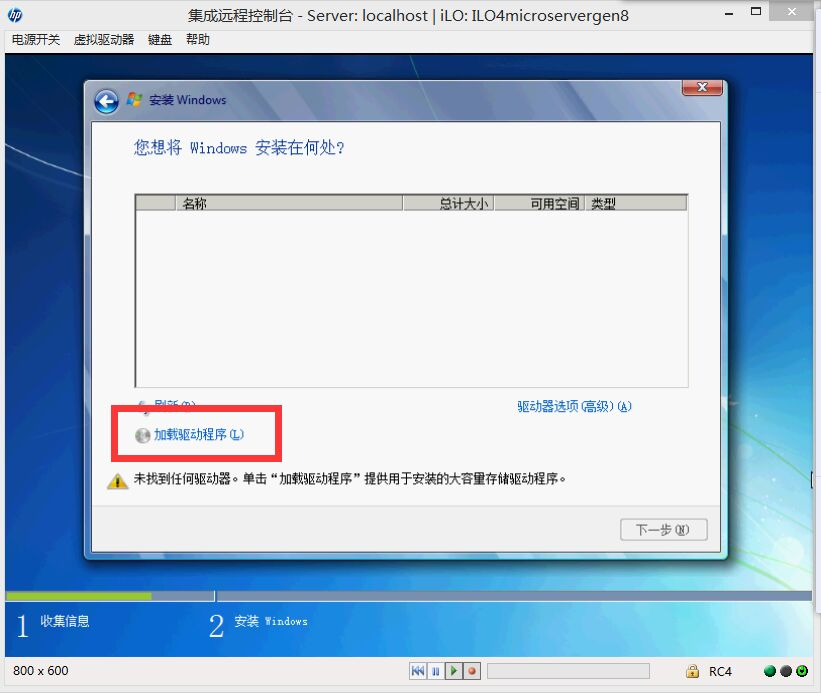 集成远程控制台 - Server: localhost | iLO: ILO4microservergen8
电源开关 虚拟驱动器 键盘 帮助
安装 Windows
您想将 Windows 安装在何处?
名称 总计大小 可用空间 类型
刷新(R)
驱动器选项(高级)(A)
加载驱动程序(L)
未找到任何驱动器。单击“加载驱动程序”提供用于安装的大容量存储驱动程序。
下一步(N)
1 收集信息 2 安装 Windows
800 x 600 RC4